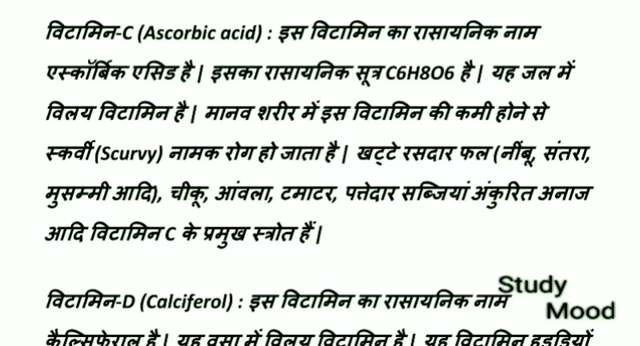 विटामिन-C (Ascorbic acid) : इस विटामिन का रासायनिक नाम
एस्कॉर्बिक एसिड है | इसका रासायनिक सूत्र C6H8O6 है | यह जल में
विलय विटामिन है | मानव शरीर में इस विटामिन की कमी होने से
स्कर्वी (Scurvy) नामक रोग हो जाता है | खट्टे रसदार फल (नींबू, संतरा,
मुसम्मी आदि), चीकू, आंवला, टमाटर, पत्तेदार सब्जियां अंकुरित अनाज
आदि विटामिन C के प्रमुख स्त्रोत हैं |
विटामिन-D (Calciferol) : इस विटामिन का रासायनिक नाम
Study
Mood
कैल्सिफेराल है | यह वसा में विलय विटामिन है | यह विटामिन हडडियों